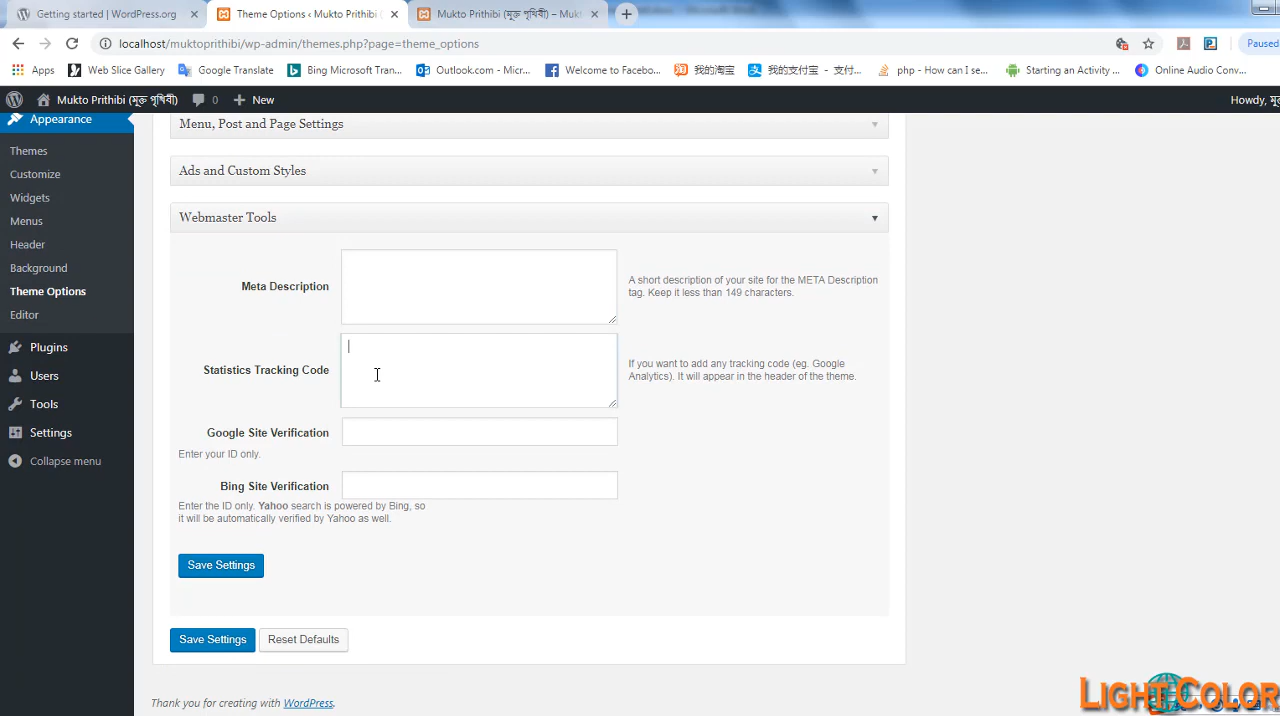 Getting started | WordPress.org
Theme Options ‹ Mukto Prithibi (
Mukto Prithibi (মুক্ত পৃথিবী) – Muk
localhost/muktoprithibi/wp-admin/themes.php?page=theme_options
Paused
Apps
Web Slice Gallery
Google Translate
Bing Microsoft Tran...
Outlook.com - Micr...
Welcome to Facebo...
我的淘宝
我的支付宝 - 支付...
php - How can I se...
Starting an Activity ...
Online Audio Conv...
Mukto Prithibi (মুক্ত পৃথিবী)
0
New
Howdy,
Appearance
Themes
Customize
Widgets
Menus
Header
Background
Theme Options
Editor
Plugins
Users
Tools
Settings
Collapse menu
Menu, Post and Page Settings
Ads and Custom Styles
Webmaster Tools
Meta Description
A short description of your site for the META Description
tag. Keep it less than 149 characters.
Statistics Tracking Code
If you want to add any tracking code (eg. Google
Analytics). It will appear in the header of the theme.
Google Site Verification
Enter your ID only.
Bing Site Verification
Enter the ID only. Yahoo search is powered by Bing, so
it will be automatically verified by Yahoo as well.
Save Settings
Save Settings
Reset Defaults
Thank you for creating with WordPress.
LIGHT COLOR